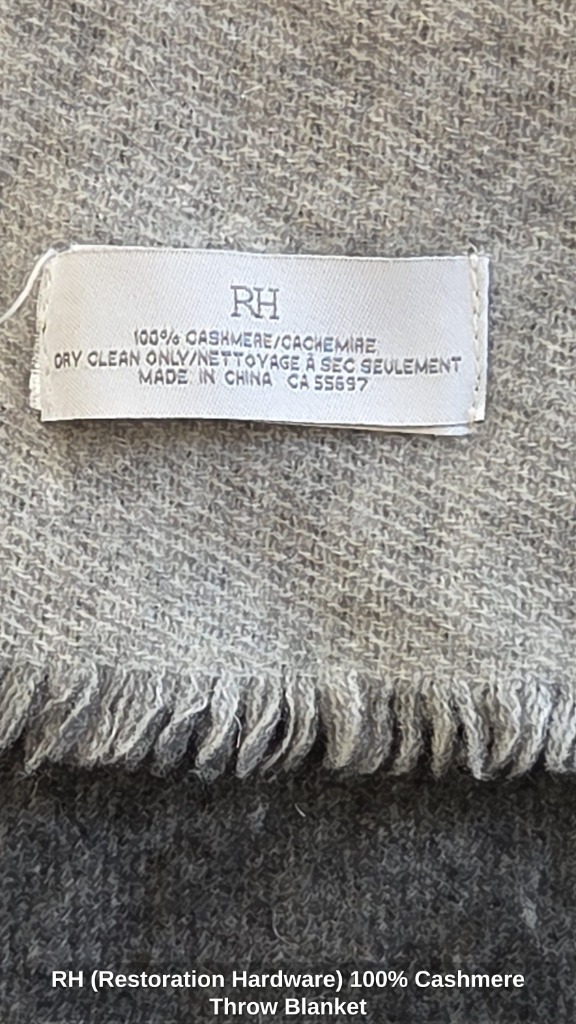 RH
100% CASHMERE/CACHEMIRE
DRY CLEAN ONLY/NETTOYAGE À SEC SEULEMENT
MADE IN CHINA CA 55697
RH (Restoration Hardware) 100% Cashmere
Throw Blanket